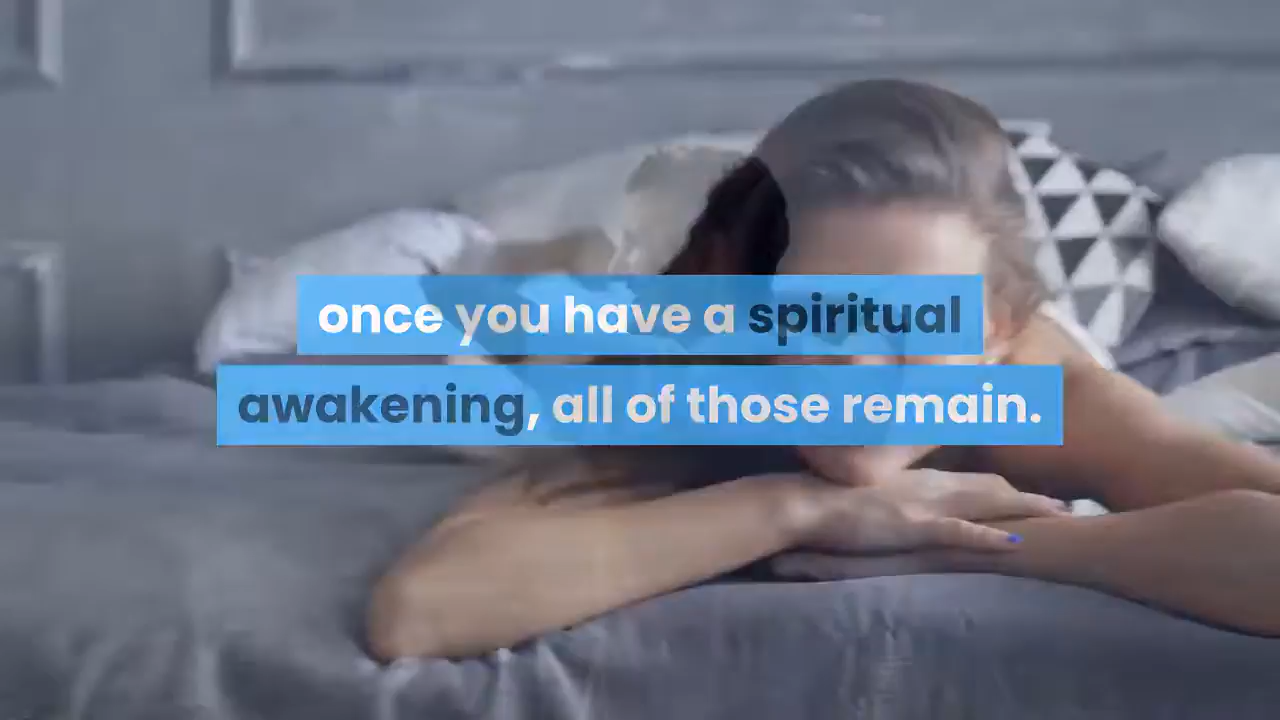 once you have a spiritual
awakening, all of those remain.